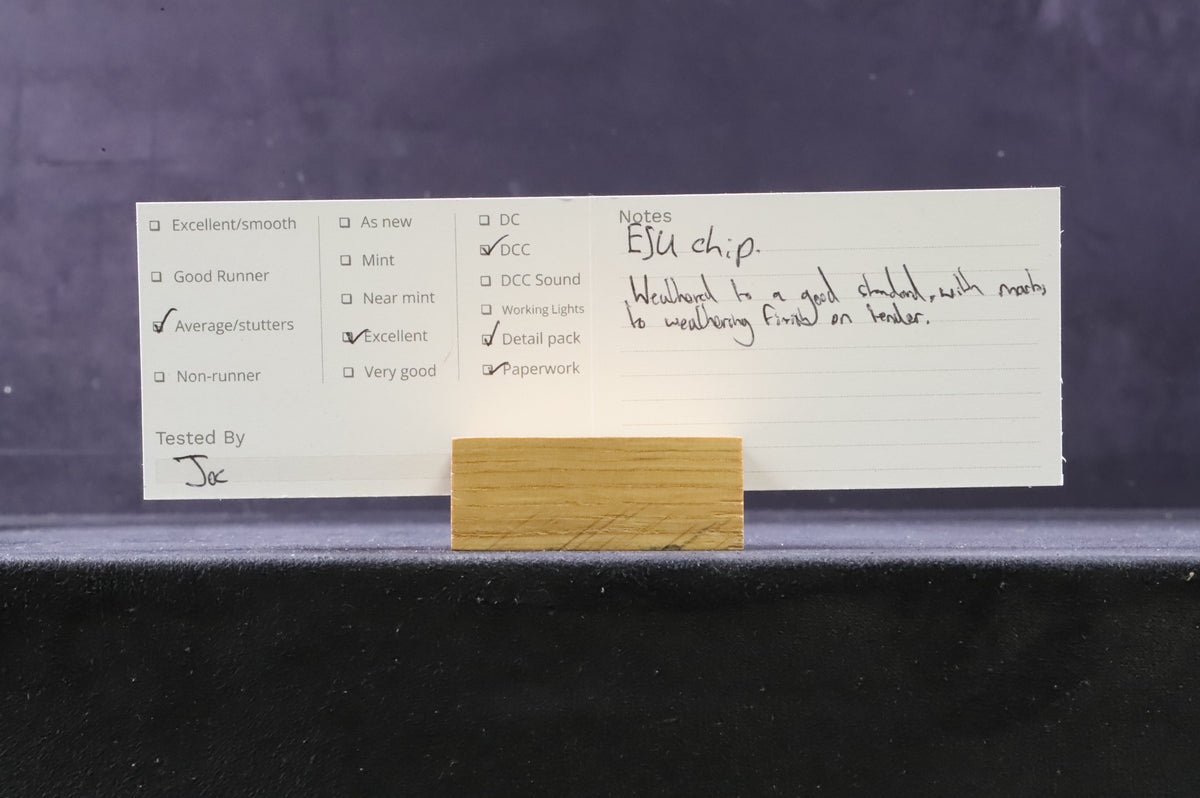 Excellent/smooth
Good Runner
Average/stutters
Non-runner
As new
Mint
Near mint
Excellent
Very good
DC
DCC
DCC Sound
Working Lights
Detail pack
Paperwork
Tested By
Joe
Notes
ESU chip.
Weathered to a good standard, with marks
to weathering finish on tender.